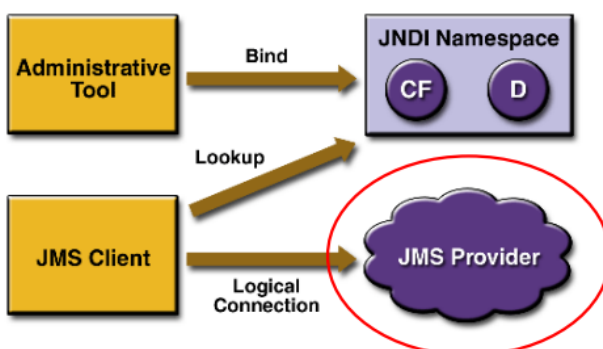 Administrative
Tool
Bind
JNDI Namespace
CF
D
Lookup
JMS Client
Logical
Connection
JMS Provider